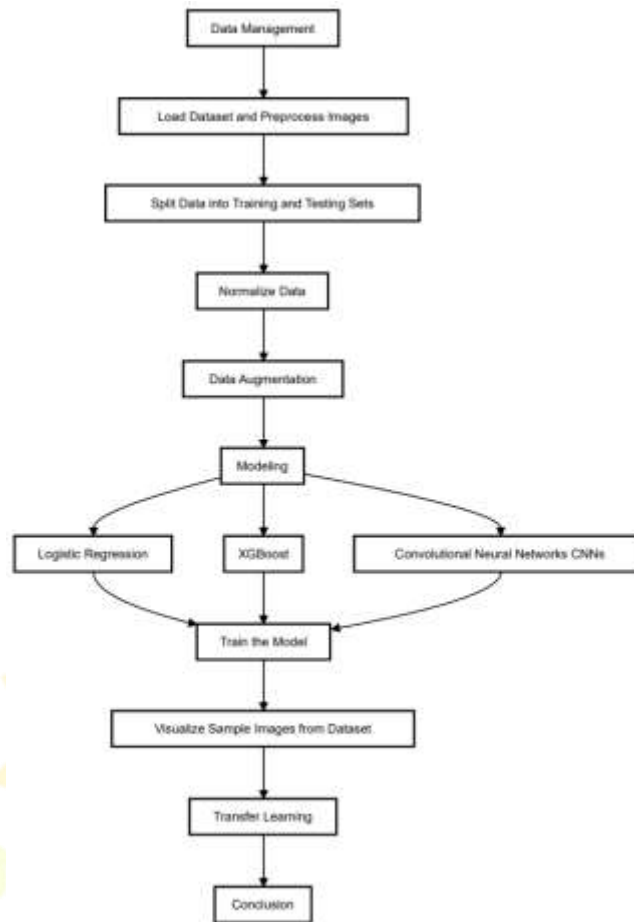 Data Management
Load Dataset and Preprocess Images
Split Data into Training and Testing Sets
Normalize Data
Data Augmentation
Modeling
Logistic Regression
XGBoost
Convolutional Neural Networks CNNs
Train the Model
Visualize Sample Images from Dataset
Transfer Learning
Conclusion